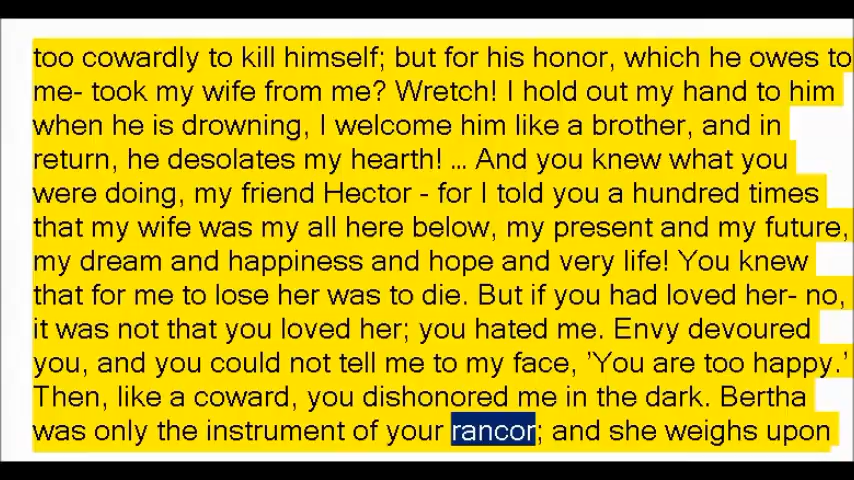 too cowardly to kill himself; but for his honor, which he owes to
me- took my wife from me? Wretch! I hold out my hand to him
when he is drowning, I welcome him like a brother, and in
return, he desolates my hearth! ... And you knew what you
were doing, my friend Hector - for I told you a hundred times
that my wife was my all here below, my present and my future,
my dream and happiness and hope and very life! You knew
that for me to lose her was to die. But if you had loved her- no,
it was not that you loved her; you hated me. Envy devoured
you, and you could not tell me to my face, 'You are too happy.'
Then, like a coward, you dishonored me in the dark. Bertha
was only the instrument of your rancor; and she weighs upon